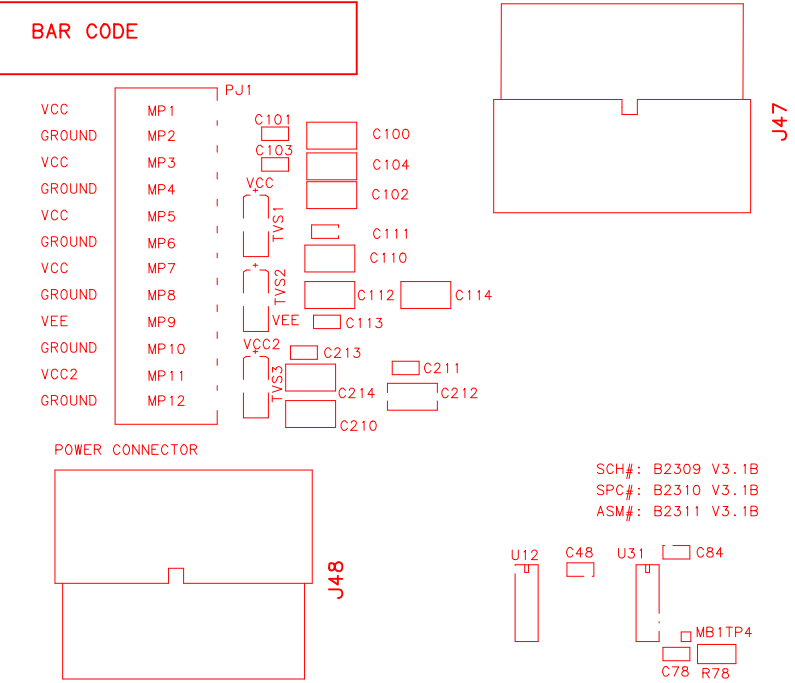 BAR CODE
PJ1
J47
VCC MP1
GROUND MP2
VCC MP3
GROUND MP4
VCC MP5
GROUND MP6
VCC MP7
GROUND MP8
VEE MP9
GROUND MP10
VCC2 MP11
GROUND MP12
C101
C100
C103
C104
VCC
C102
+
TVS1
C111
C110
+
TVS2
C112
C114
VEE
C113
VCC2
+
C213
TVS3
C211
C214
C212
C210
POWER CONNECTOR
J48
SCH#: B2309 V3.1B
SPC#: B2310 V3.1B
ASM#: B2311 V3.1B
U12
C48
U31
C84
MB1TP4
C78
R78